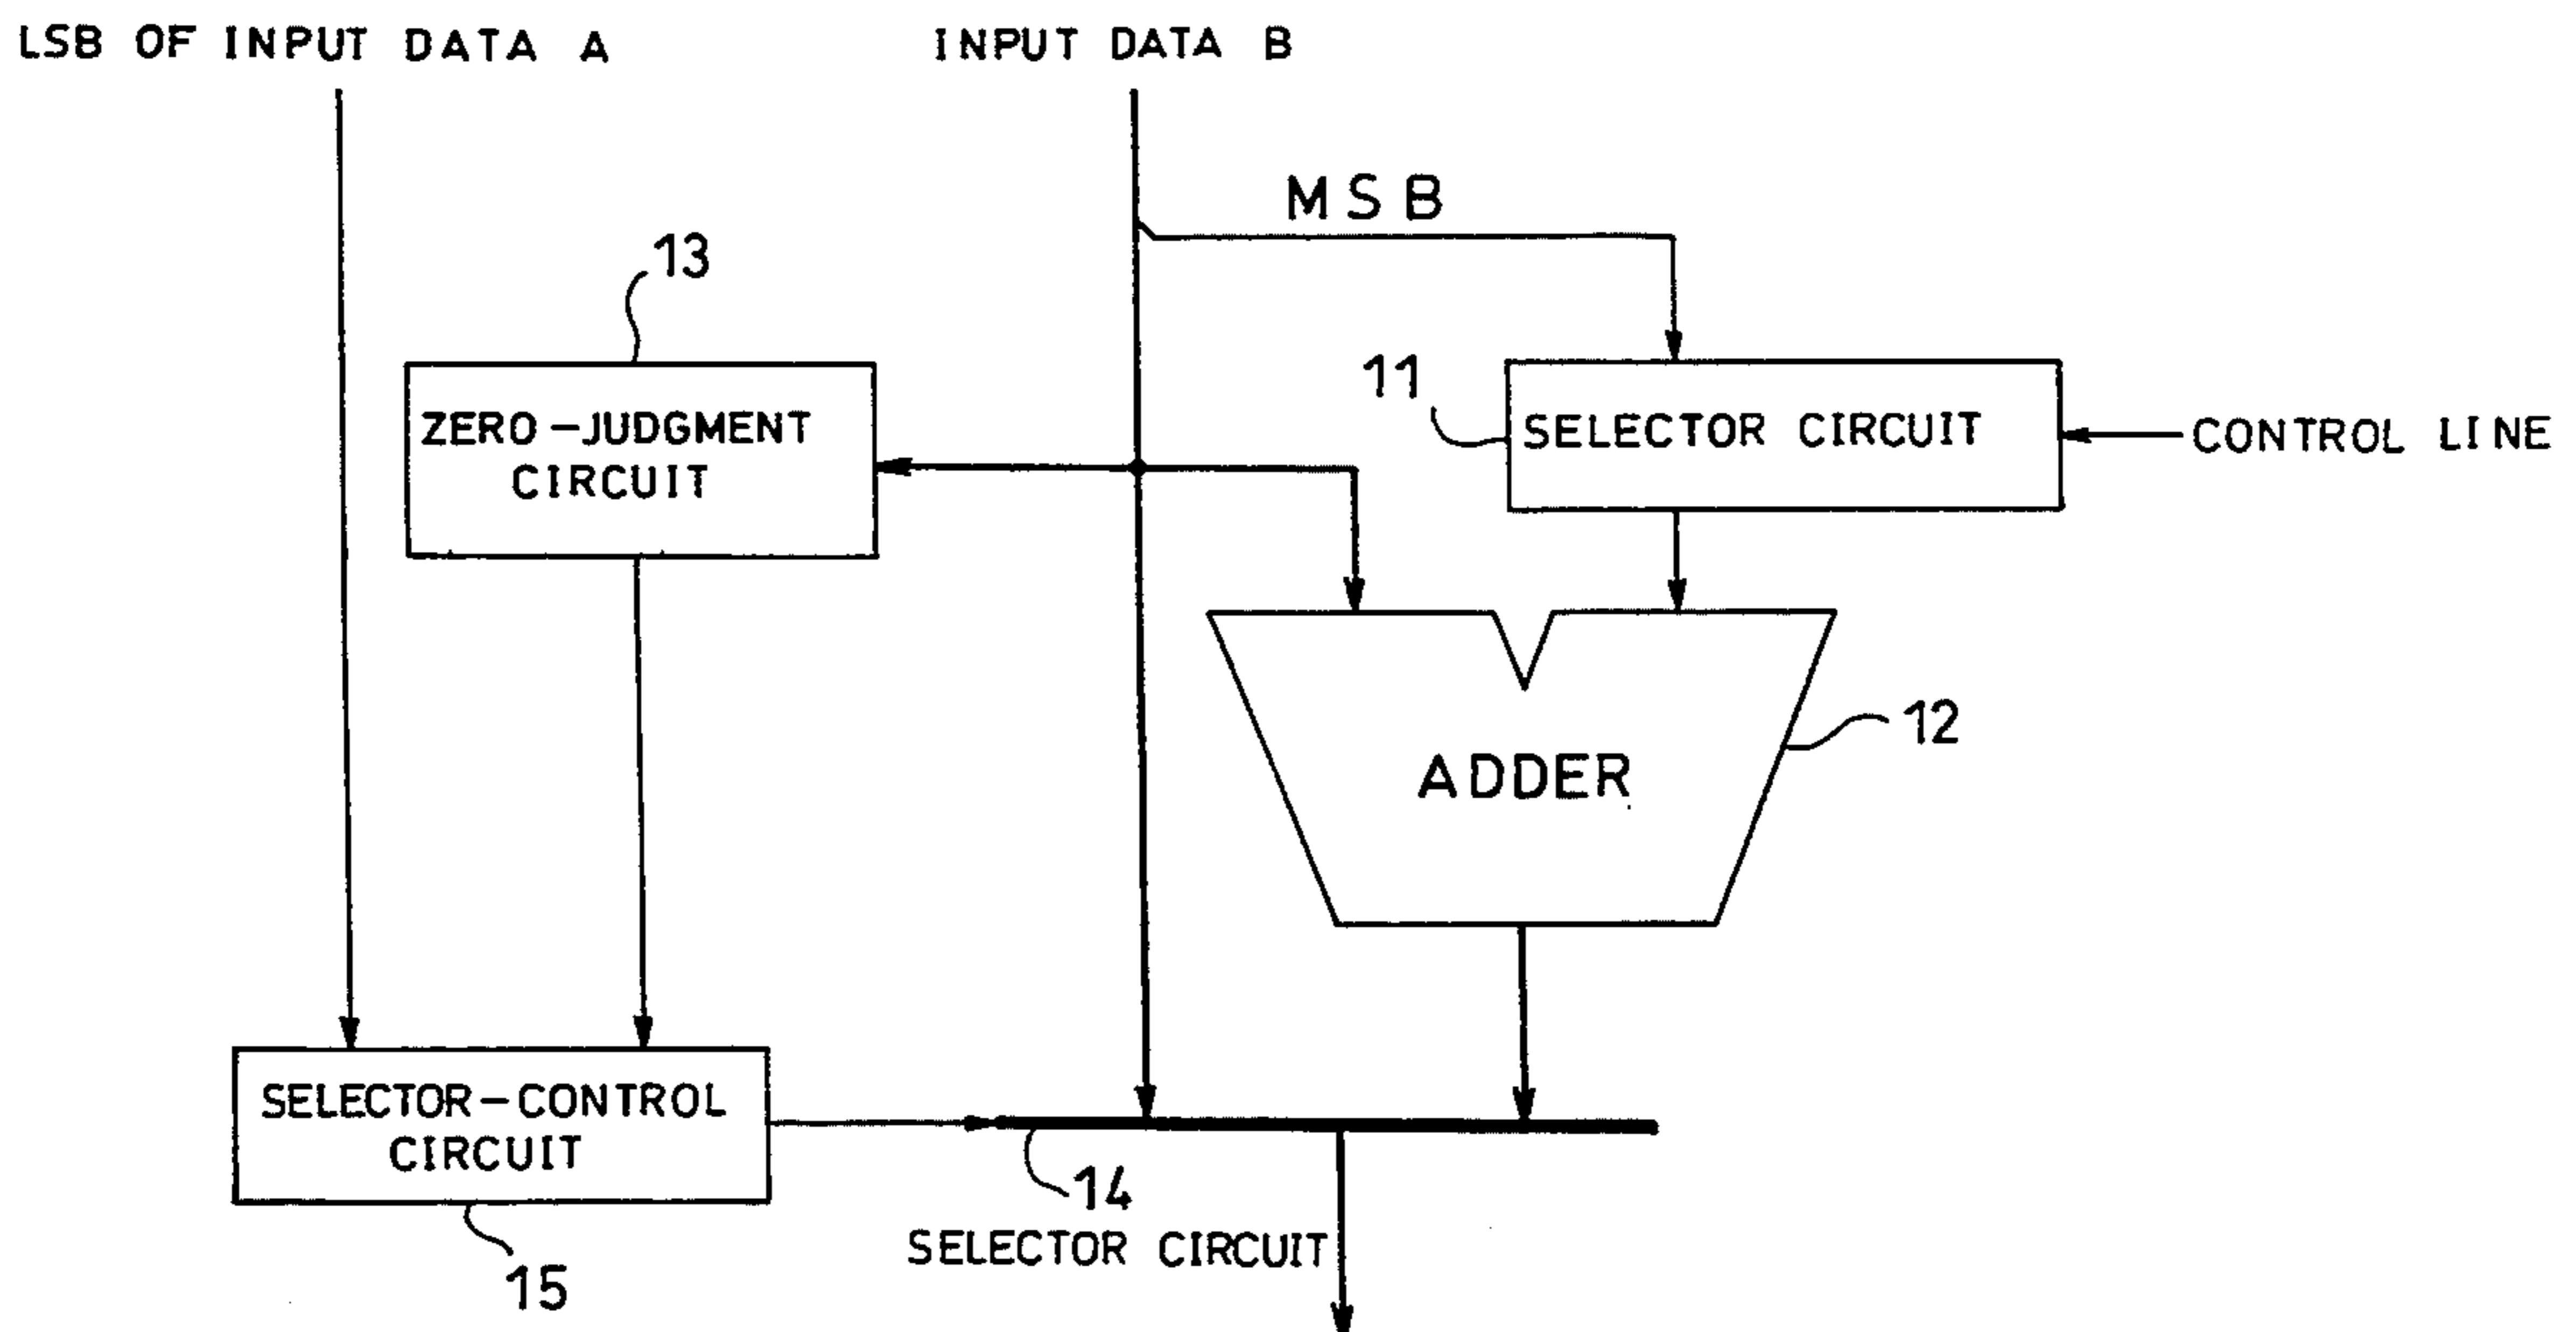 LSB OF INPUT DATA A
INPUT DATA B
MSB
13
11
ZERO-JUDGMENT
CIRCUIT
SELECTOR CIRCUIT
CONTROL LINE
12
ADDER
SELECTOR-CONTROL
CIRCUIT
14
SELECTOR CIRCUIT
15